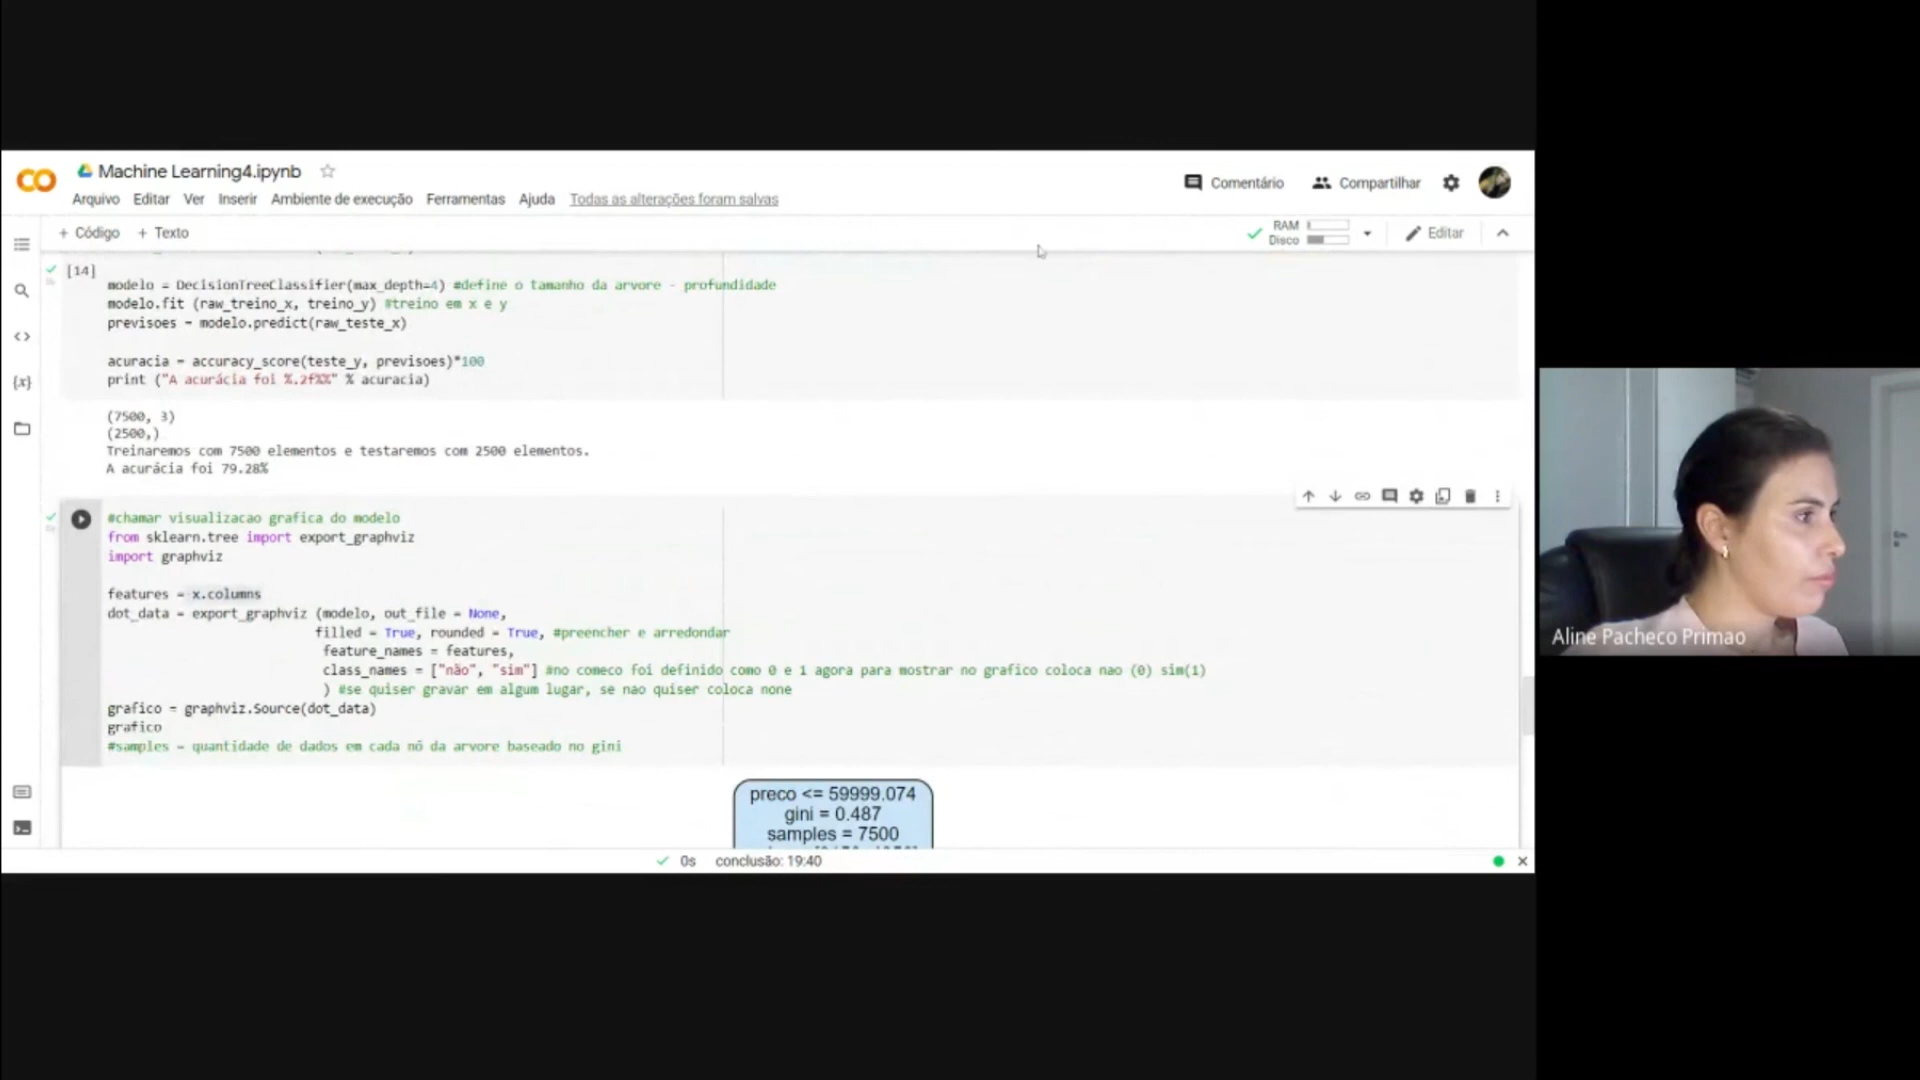 Machine Learning4.ipynb
Comentário
Compartilhar
Arquivo Editar Ver Inserir Ambiente de execução Ferramentas Ajuda Todas as alterações foram salvas
+ Código + Texto
RAM
Disco
Editar
[14]
modelo = DecisionTreeClassifier(max_depth=4) #define o tamanho da arvore - profundidade
modelo.fit (raw_treino_x, treino_y) #treino em x e y
previsoes = modelo.predict(raw_teste_x)
acuracia = accuracy_score(teste_y, previsoes)*100
print ("A acurácia foi %.2f%%" % acuracia)
(7500, 3)
(2500,)
Treinaremos com 7500 elementos e testaremos com 2500 elementos.
A acurácia foi 79.28%
#chamar visualizacao grafica do modelo
from sklearn.tree import export_graphviz
import graphviz
features = x.columns
dot_data = export_graphviz (modelo, out_file = None,
filled = True, rounded = True, #preencher e arredondar
feature_names = features,
class_names = ["não", "sim"] #no comeco foi definido como 0 e 1 agora para mostrar no grafico coloca nao (0) sim(1)
) #se quiser gravar em algum lugar, se nao quiser coloca none
grafico = graphviz.Source(dot_data)
grafico
#samples = quantidade de dados em cada nó da arvore baseado no gini
preco <= 59999.074
gini = 0.487
samples = 7500
0s conclusão: 19:40
Aline Pacheco Primao